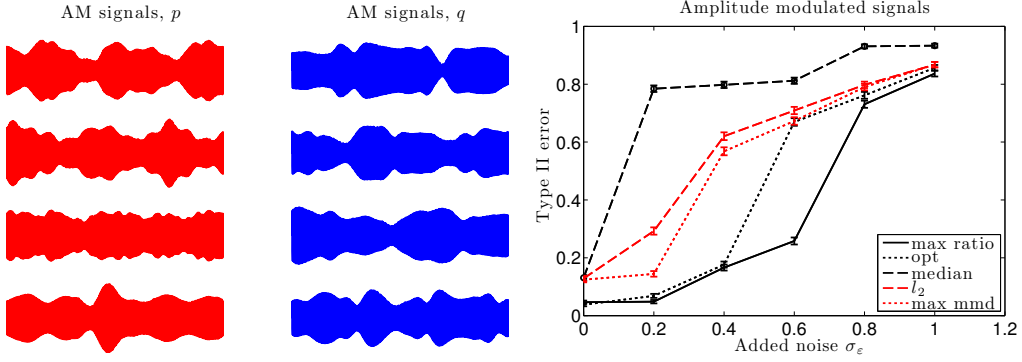 AM signals, p
AM signals, q
Amplitude modulated signals
Type II error
1
0.8
0.6
0.4
0.2
0
0
0.2
0.4
0.6
0.8
1
1.2
Added noise σ_ε
max ratio
opt
median
l_2
max mmd